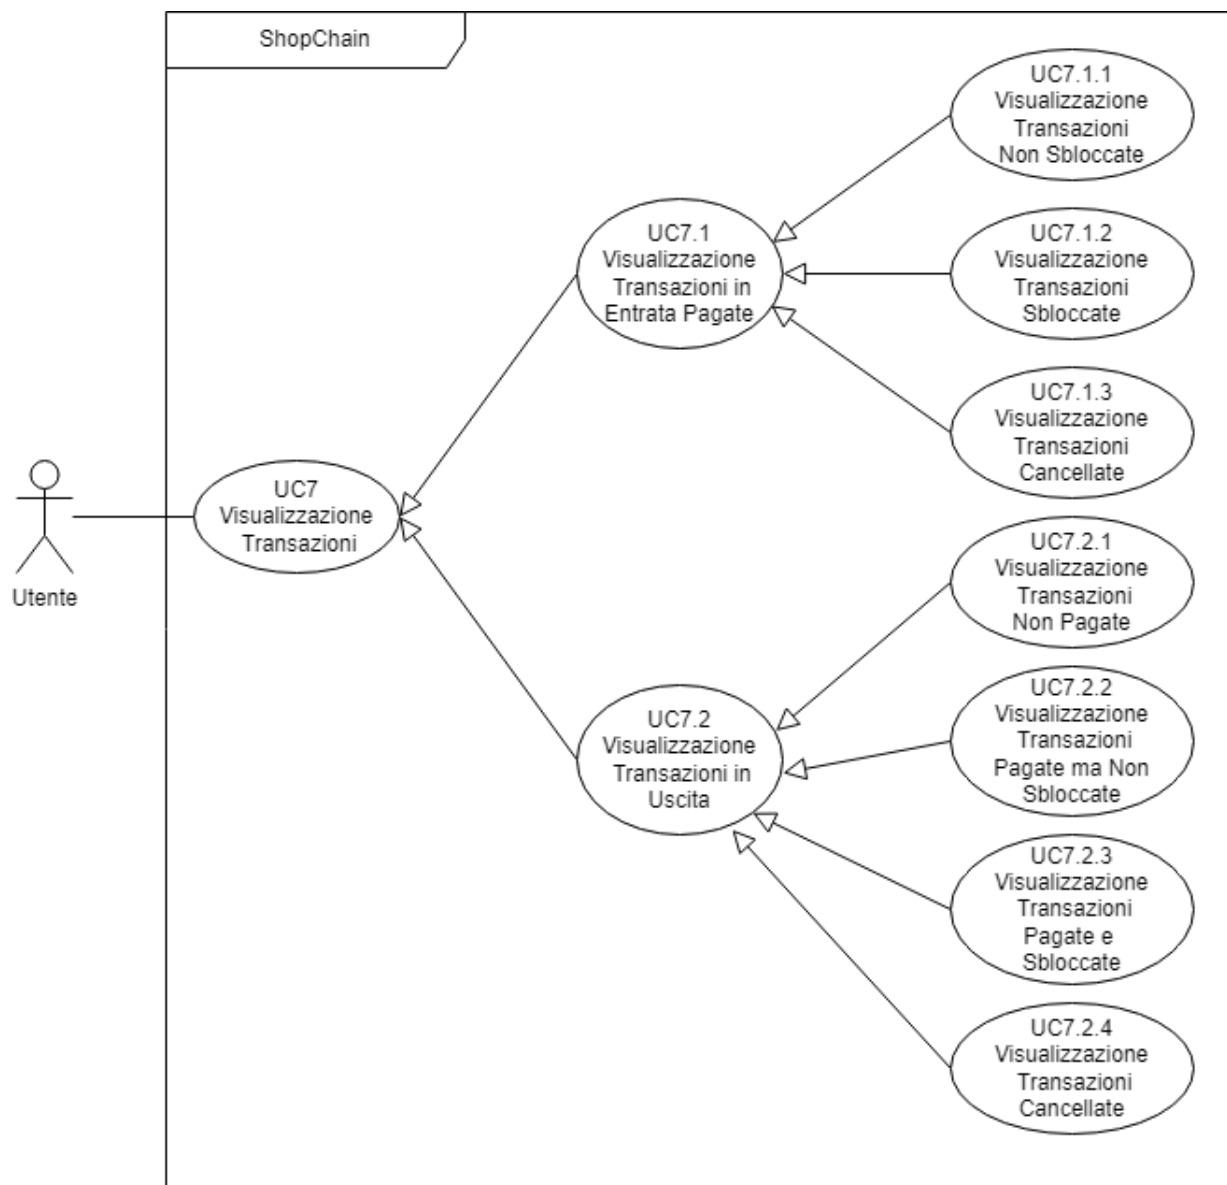 ShopChain
UC7.1.1
Visualizzazione
Transazioni
Non Sbloccate
UC7.1
Visualizzazione
Transazioni in
Entrata Pagate
UC7.1.2
Visualizzazione
Transazioni
Sbloccate
UC7.1.3
Visualizzazione
Transazioni
Cancellate
Utente
UC7
Visualizzazione
Transazioni
UC7.2.1
Visualizzazione
Transazioni
Non Pagate
UC7.2
Visualizzazione
Transazioni in
Uscita
UC7.2.2
Visualizzazione
Transazioni
Pagate ma Non
Sbloccate
UC7.2.3
Visualizzazione
Transazioni
Pagate e
Sbloccate
UC7.2.4
Visualizzazione
Transazioni
Cancellate